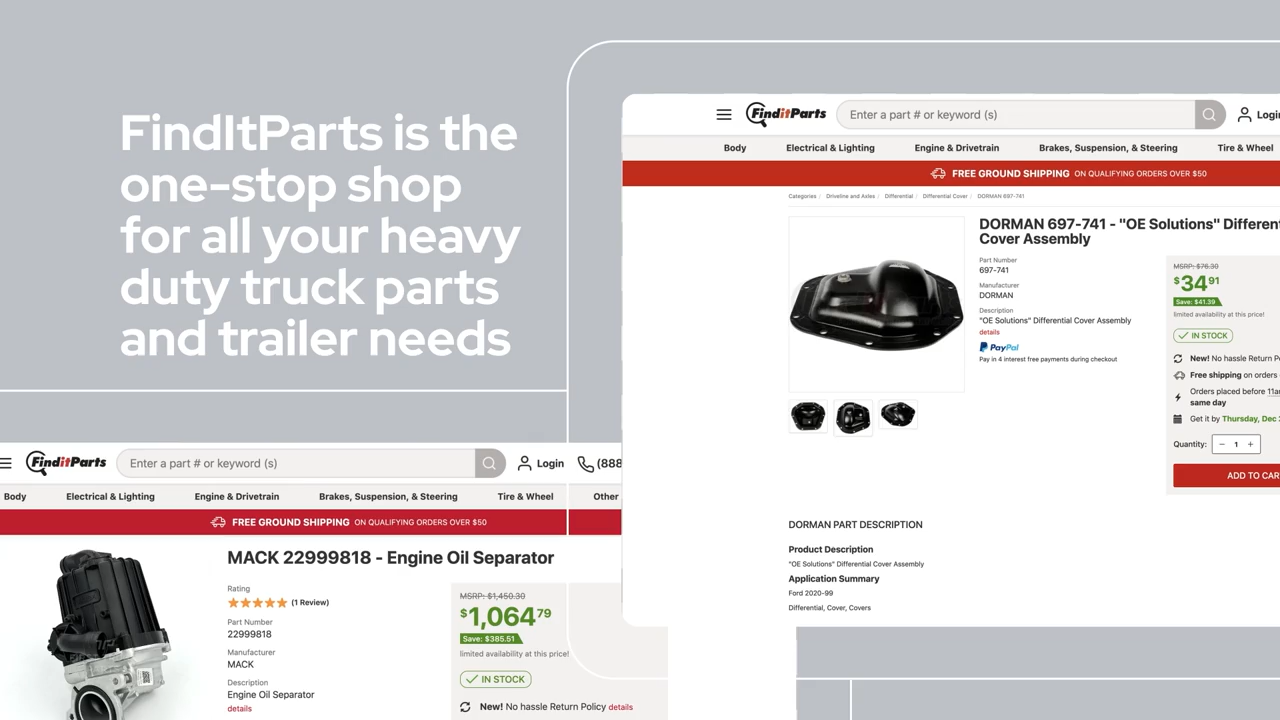 FindItParts is the
one-stop shop
for all your heavy
duty truck parts
and trailer needs
FinditParts
Enter a part # or keyword (s)
Body
Electrical & Lighting
Engine & Drivetrain
Brakes, Suspension, & Steering
Tire & Wheel
FREE GROUND SHIPPING ON QUALIFYING ORDERS OVER $50
Categories / Driveline and Axles / Differential / Differential Cover / DORMAN 697-741
DORMAN 697-741 - "OE Solutions"
Cover Assembly
Part Number
697-741
Manufacturer
DORMAN
Description
"OE Solutions" Differential Cover Assembly
details
PayPal
Pay in 4 interest free payments during checkout
MSRP: $76.30
$34.91
Save: $41.39
limited availability at this price!
IN STOCK
New! No hassle Return
Free shipping on orders
Orders placed before
same day
Get it by Thursday, Dec
Quantity: − 1 +
ADD TO
DORMAN PART DESCRIPTION
Product Description
"OE Solutions" Differential Cover Assembly
Application Summary
Ford 2020-99
Differential, Cover, Covers
FinditParts
Enter a part # or keyword (s)
Login
(888
Body
Electrical & Lighting
Engine & Drivetrain
Brakes, Suspension, & Steering
Tire & Wheel
Other
FREE GROUND SHIPPING ON QUALIFYING ORDERS OVER $50
MACK 22999818 - Engine Oil Separator
Rating
(1 Review)
Part Number
22999818
Manufacturer
MACK
Description
Engine Oil Separator
details
MSRP: $1,450.30
$1,064.79
Save: $385.51
limited availability at this price!
IN STOCK
New! No hassle Return Policy details